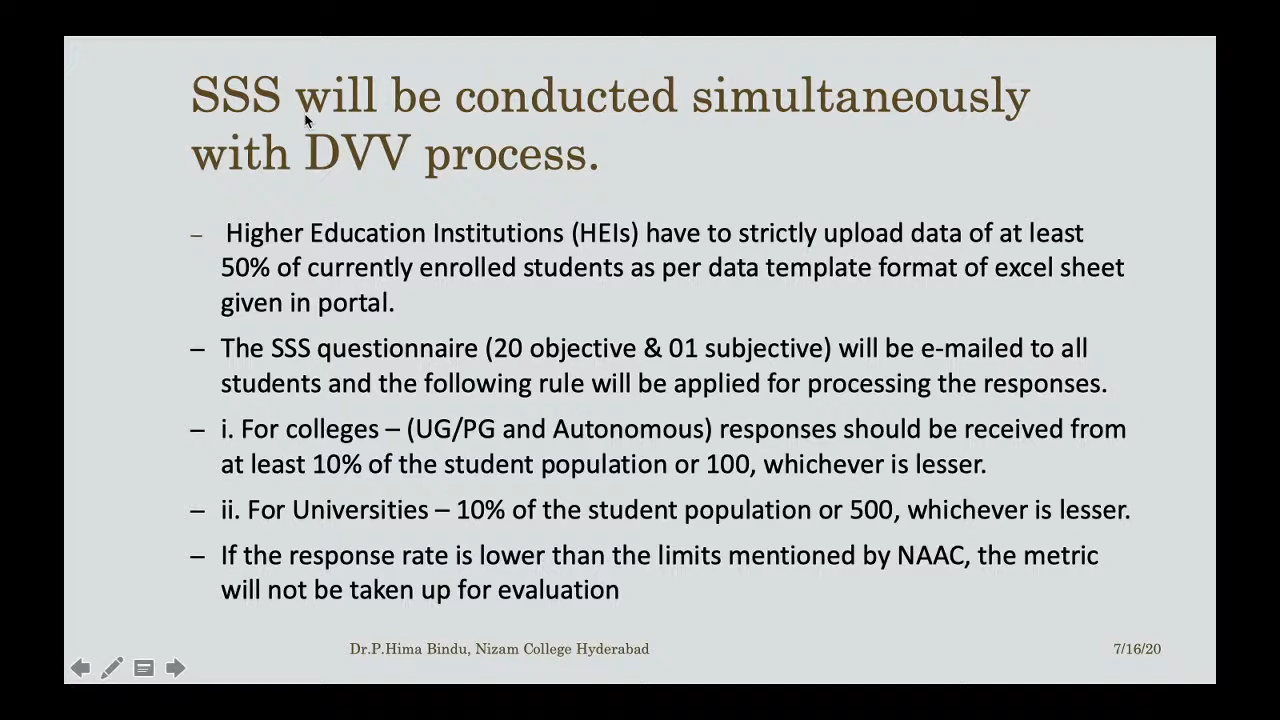 SSS will be conducted simultaneously
with DVV process.
– Higher Education Institutions (HEIs) have to strictly upload data of at least
50% of currently enrolled students as per data template format of excel sheet
given in portal.
– The SSS questionnaire (20 objective & 01 subjective) will be e-mailed to all
students and the following rule will be applied for processing the responses.
– i. For colleges – (UG/PG and Autonomous) responses should be received from
at least 10% of the student population or 100, whichever is lesser.
– ii. For Universities – 10% of the student population or 500, whichever is lesser.
– If the response rate is lower than the limits mentioned by NAAC, the metric
will not be taken up for evaluation
Dr.P.Hima Bindu, Nizam College Hyderabad
7/16/20